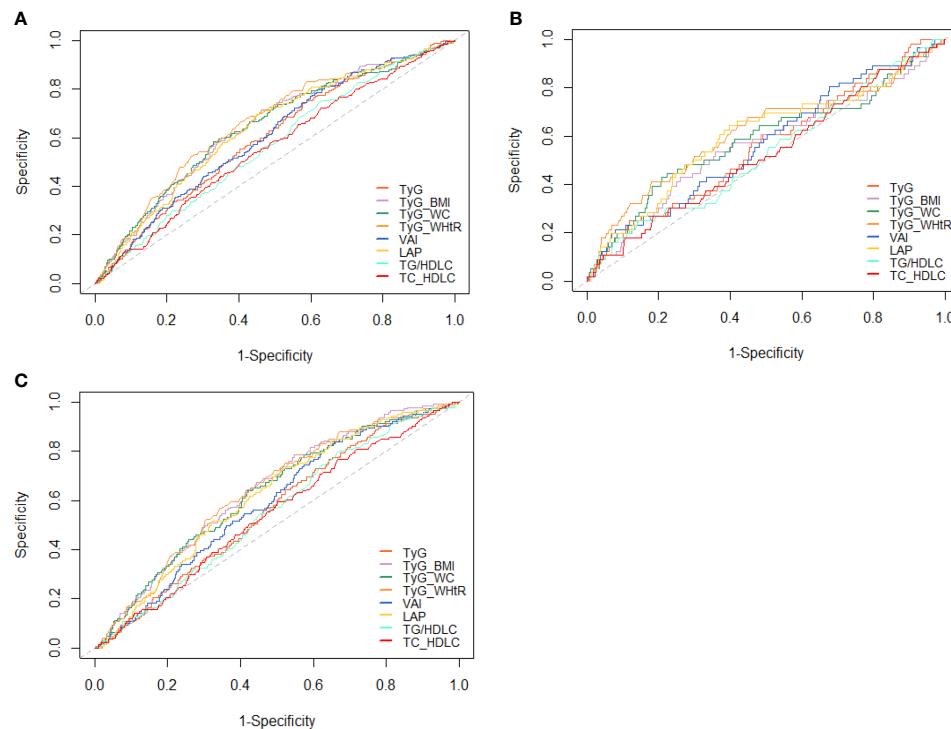 A
Specificity
0.0 0.2 0.4 0.6 0.8 1.0
TyG
TyG_BMI
TyG_WC
TyG_WHtR
VAI
LAP
TG/HDLC
TC_HDLC
0.0 0.2 0.4 0.6 0.8 1.0
1-Specificity
B
Specificity
0.0 0.2 0.4 0.6 0.8 1.0
TyG
TyG_BMI
TyG_WC
TyG_WHtR
VAI
LAP
TG/HDLC
TC_HDLC
0.0 0.2 0.4 0.6 0.8 1.0
1-Specificity
C
Specificity
0.0 0.2 0.4 0.6 0.8 1.0
TyG
TyG_BMI
TyG_WC
TyG_WHtR
VAI
LAP
TG/HDLC
TC_HDLC
0.0 0.2 0.4 0.6 0.8 1.0
1-Specificity